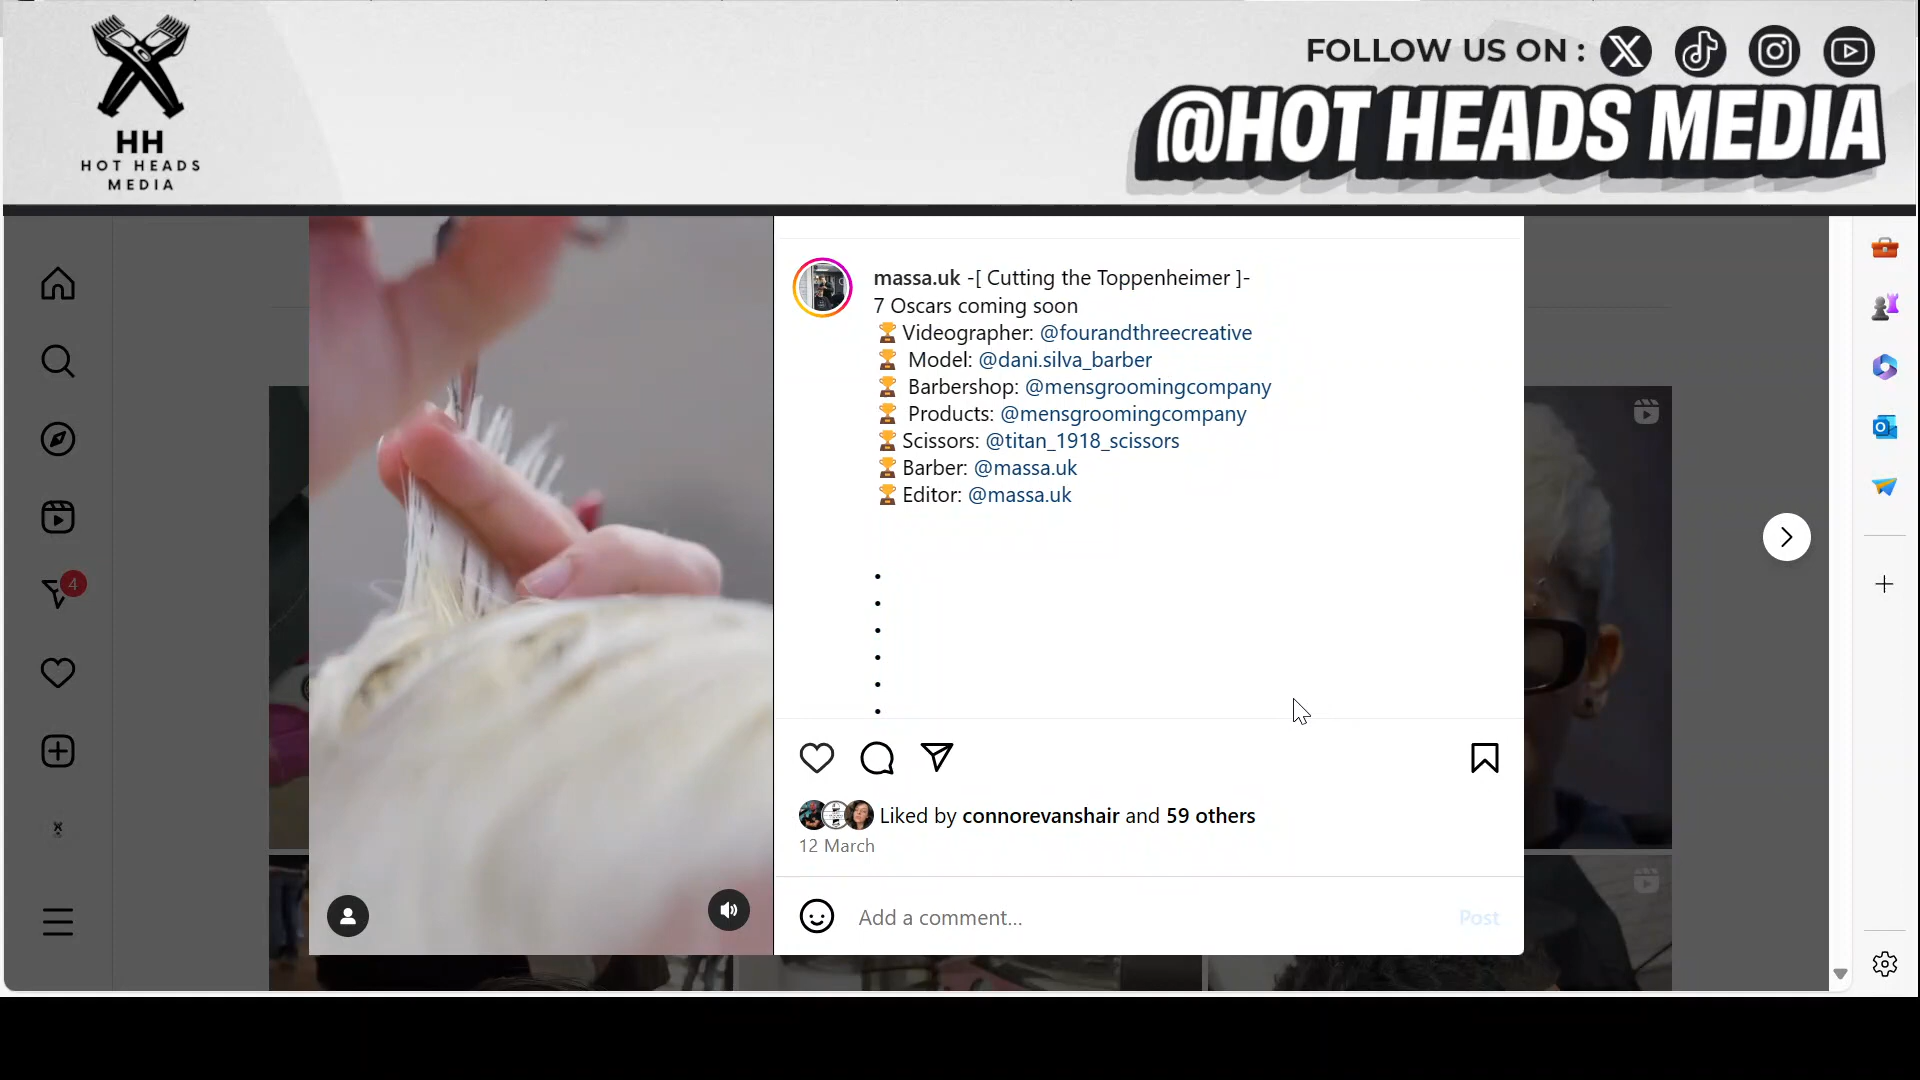 FOLLOW US ON :
@HOT HEADS MEDIA
HH
HOT HEADS
MEDIA
massa.uk -[ Cutting the Toppenheimer ]-
7 Oscars coming soon
🏆Videographer: @fourandthreecreative
🏆 Model: @dani.silva_barber
🏆 Barbershop: @mensgroomingcompany
🏆 Products: @mensgroomingcompany
🏆Scissors: @titan_1918_scissors
🏆Barber: @massa.uk
🏆Editor: @massa.uk
•
•
•
•
•
•
4
Liked by connorevanshair and 59 others
12 March
Add a comment...
Post